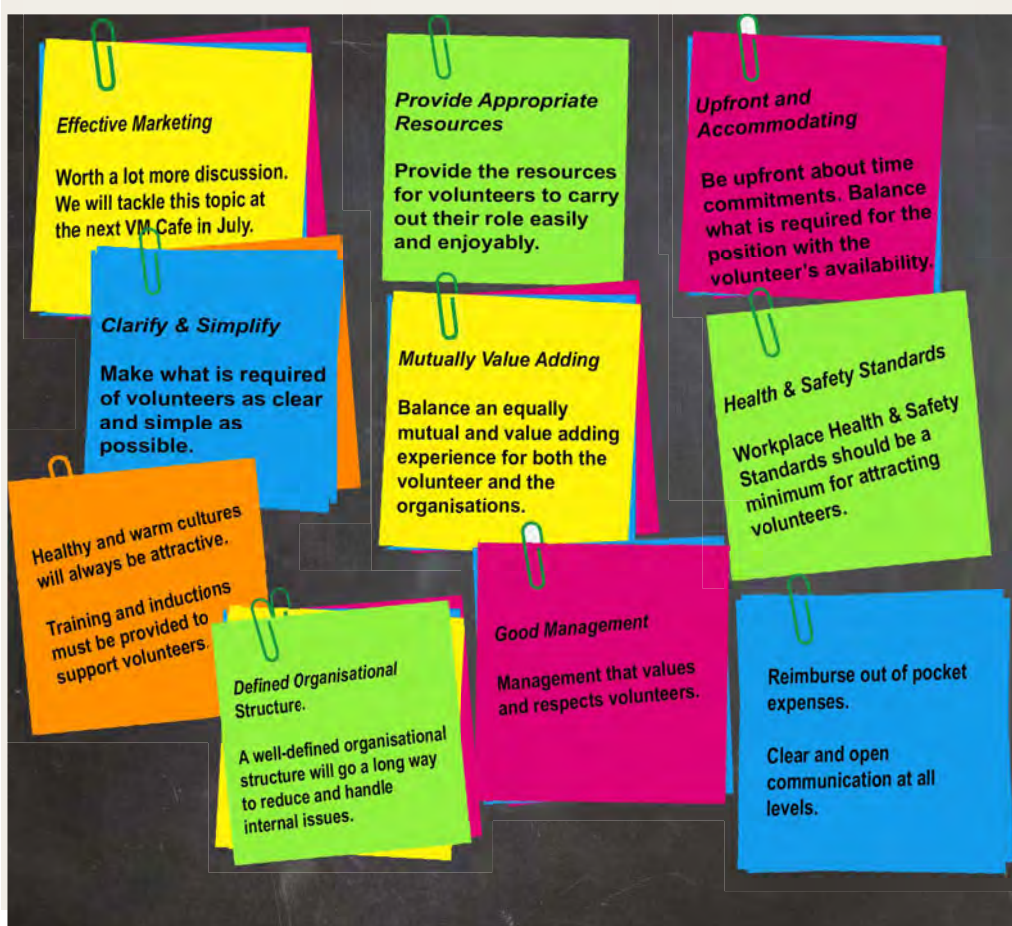 Effective Marketing
Worth a lot more discussion.
We will tackle this topic at
the next VM Cafe in July.
Provide Appropriate
Resources
Provide the resources
for volunteers to carry
out their role easily
and enjoyably.
Upfront and
Accommodating
Be upfront about time
commitments. Balance
what is required for the
position with the
volunteer's availability.
Clarify & Simplify
Make what is required
of volunteers as clear
and simple as
possible.
Mutually Value Adding
Balance an equally
mutual and value adding
experience for both the
volunteer and the
organisations.
Health & Safety Standards
Workplace Health & Safety
Standards should be a
minimum for attracting
volunteers.
Healthy and warm cultures
will always be attractive.
Training and inductions
must be provided to
support volunteers.
Defined Organisational
Structure.
A well-defined organisational
structure will go a long way
to reduce and handle
internal issues.
Good Management
Management that values
and respects volunteers.
Reimburse out of pocket
expenses.
Clear and open
communication at all
levels.